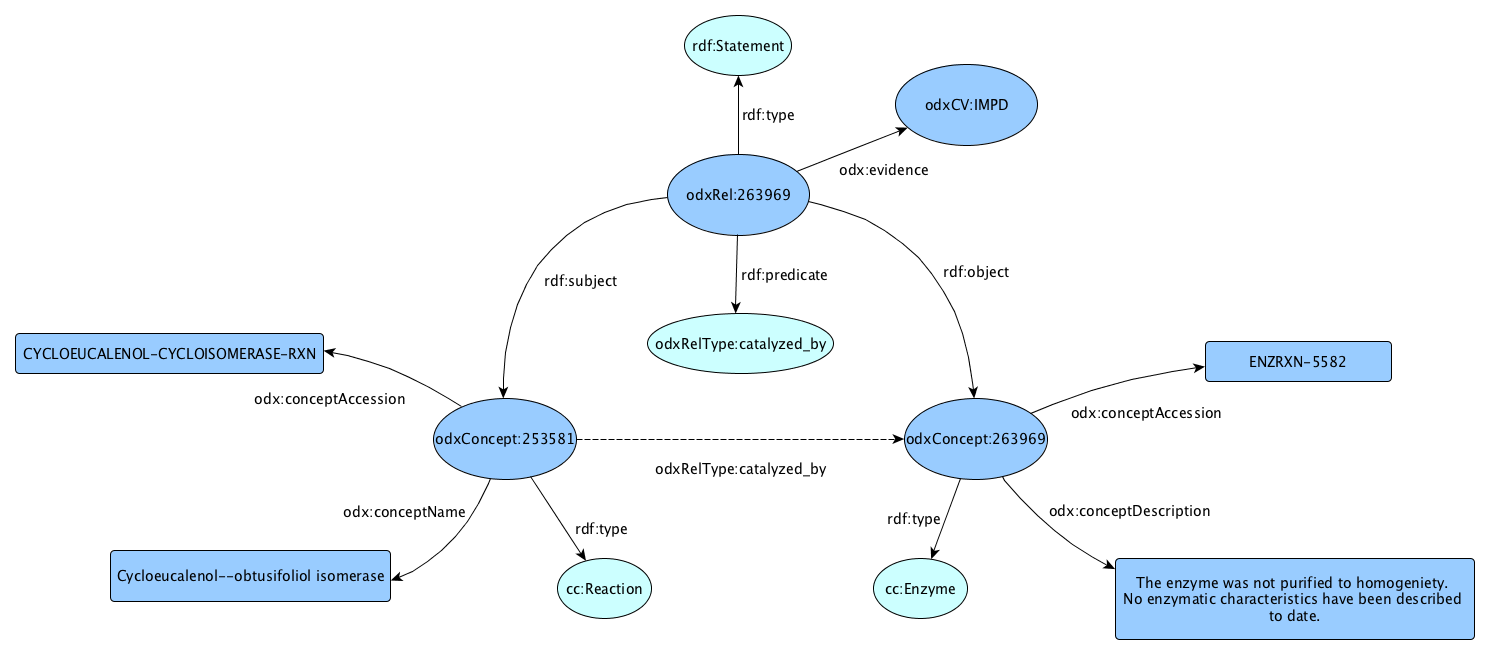 rdf:Statement
odxCV:IMPD
rdf:type
odx:evidence
odxRel:263969
rdf:subject
rdf:predicate
rdf:object
odxRelType:catalyzed_by
CYCLOEUCALENOL-CYCLOISOMERASE-RXN
ENZRXN-5582
odx:conceptAccession
odx:conceptAccession
odxConcept:253581
odxConcept:263969
odxRelType:catalyzed_by
odx:conceptName
rdf:type
rdf:type
odx:conceptDescription
Cycloeucalenol--obtusifoliol isomerase
cc:Reaction
cc:Enzyme
The enzyme was not purified to homogeniety.
No enzymatic characteristics have been described
to date.